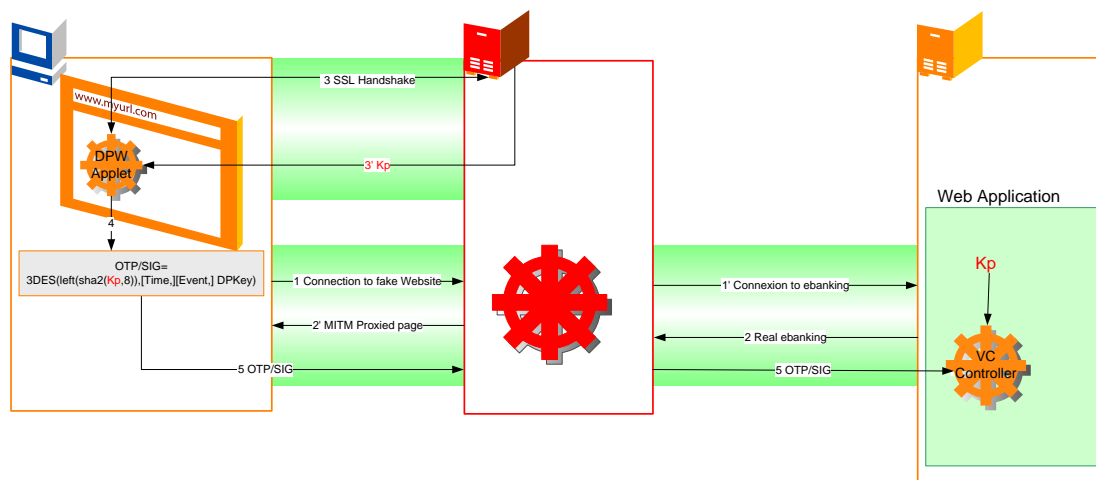 3 SSL Handshake
www.myurl.com
DPW
Applet
3' Kp
4
Web Application
OTP/SIG=
3DES(left(sha2(Kp,8)),[Time,][Event,] DPKey)
Kp
1 Connection to fake Website
1' Connexion to ebanking
2' MITM Proxied page
2 Real ebanking
VC
Controller
5 OTP/SIG
5 OTP/SIG